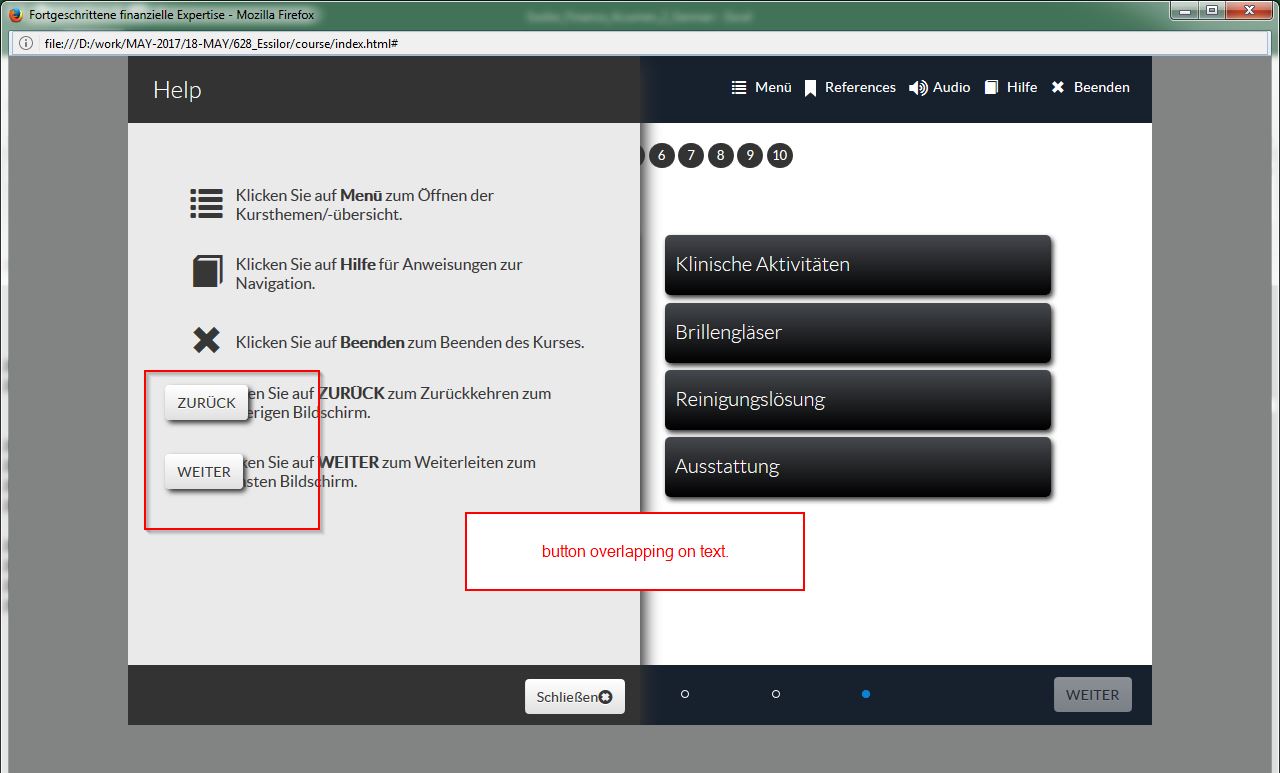 Fortgeschrittene finanzielle Expertise - Mozilla Firefox
file:///D:/work/MAY-2017/18-MAY/628_Essilor/course/index.html#
Help
Menü References Audio Hilfe Beenden
6 7 8 9 10
Klicken Sie auf Menü zum Öffnen der
Kursthemen/-übersicht.
Klicken Sie auf Hilfe für Anweisungen zur
Navigation.
Klicken Sie auf Beenden zum Beenden des Kurses.
ZURÜCK
en Sie auf ZURÜCK zum Zurückkehren zum
erigen Bildschirm.
WEITER
ken Sie auf WEITER zum Weiterleiten zum
sten Bildschirm.
Klinische Aktivitäten
Brillengläser
Reinigungslösung
Ausstattung
button overlapping on text.
Schließen
WEITER